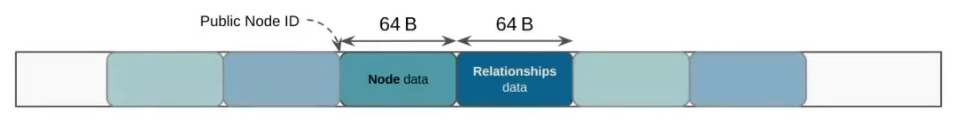 Public Node ID
64 B
64 B
Node data
Relationships
data